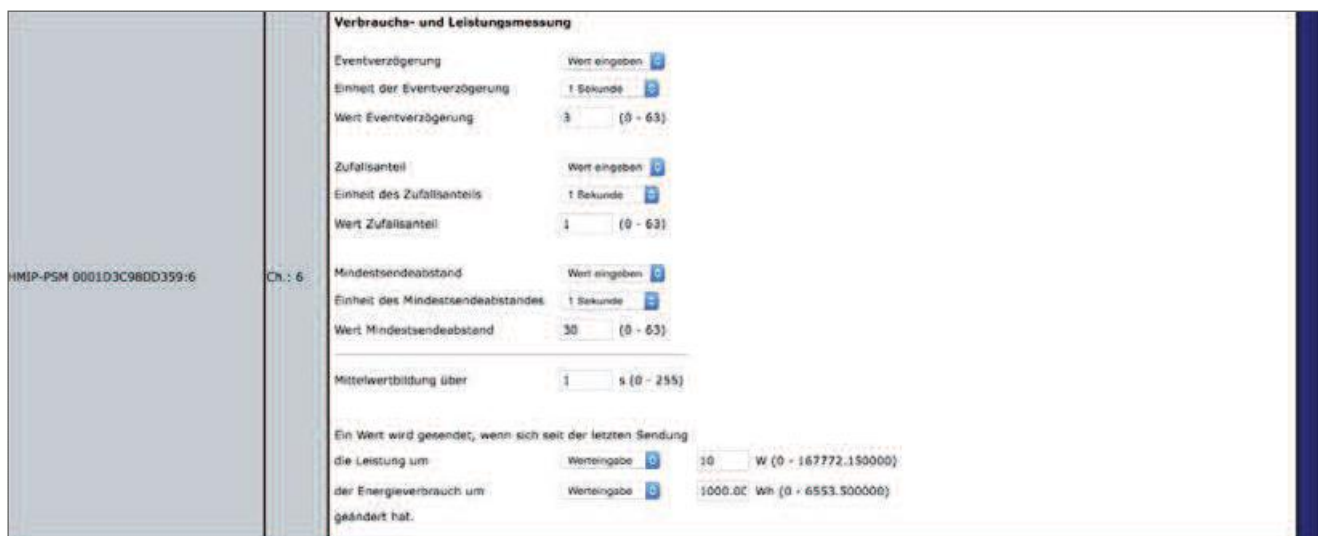 Verbrauchs- und Leistungsmessung
Eventverzögerung Wert eingeben
Einheit der Eventverzögerung 1 Sekunde
Wert Eventverzögerung 3 (0 - 63)
Zufallsanteil Wert eingeben
Einheit des Zufallsanteils 1 Sekunde
Wert Zufallsanteil 1 (0 - 63)
HMIP-PSM 0001D3C98DD359:6 Ch.: 6 Mindestsendeabstand Wert eingeben
Einheit des Mindestsendeabstandes 1 Sekunde
Wert Mindestsendeabstand 30 (0 - 63)
Mittelwertbildung über 1 s (0 - 255)
Ein Wert wird gesendet, wenn sich seit der letzten Sendung
die Leistung um Werteingabe 10 W (0 - 167772.150000)
der Energieverbrauch um Werteingabe 1000.0C Wh (0 - 6553.500000)
geändert hat.